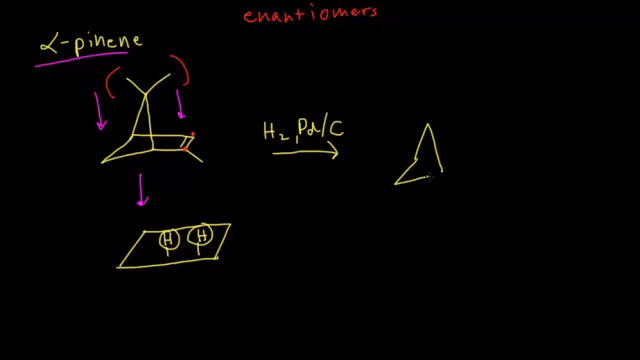 enantiomers
α-pinene
H₂, Pd/C
H H